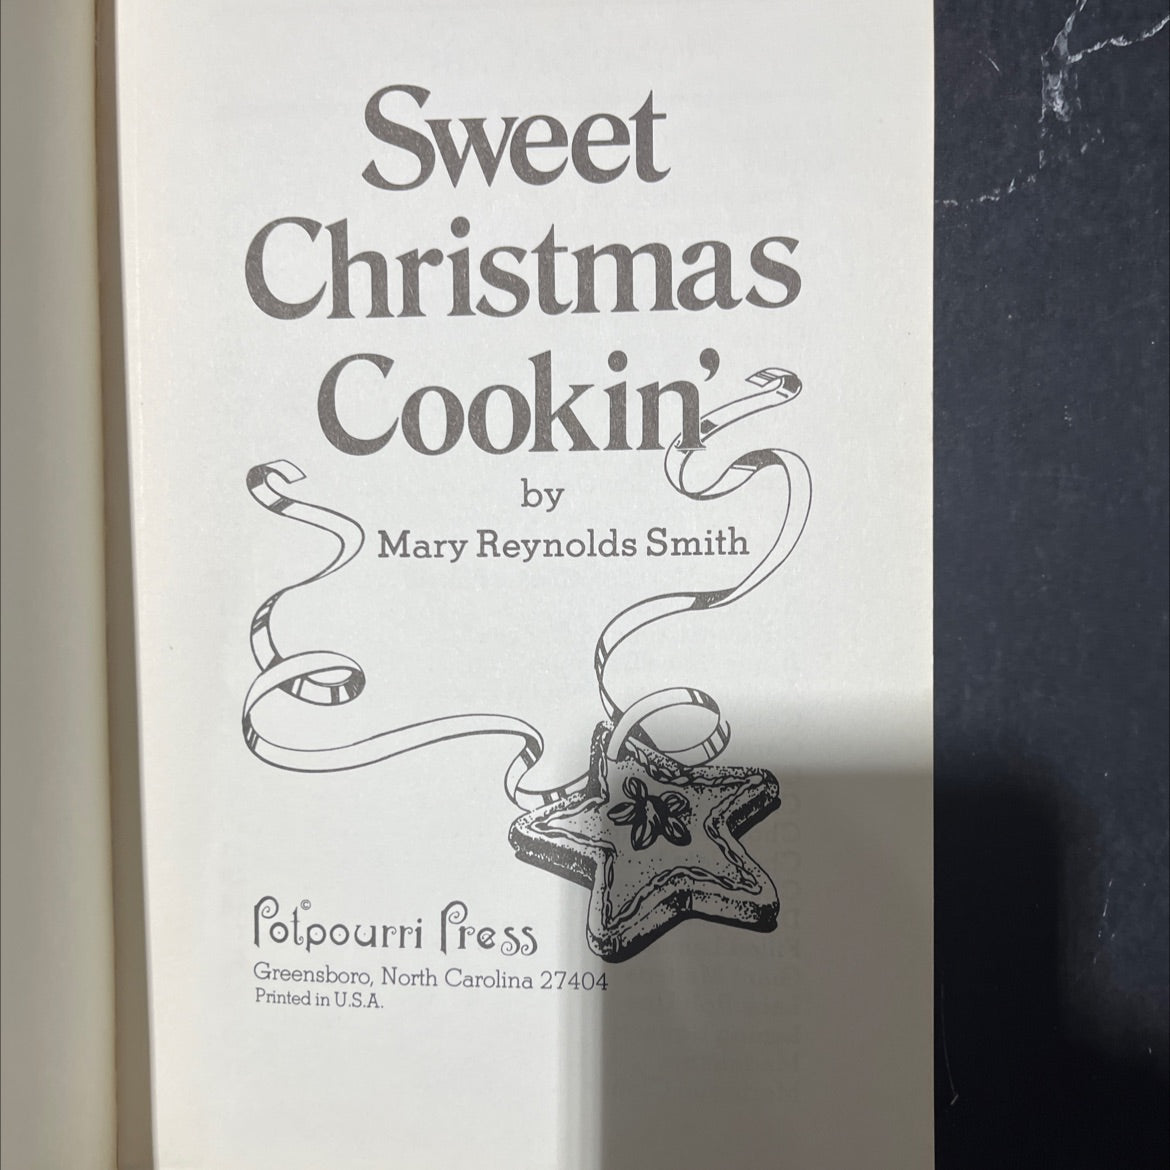 Sweet
Christmas
Cookin'
by
Mary Reynolds Smith
Potpourri Press ©
Greensboro, North Carolina 27404
Printed in U.S.A.